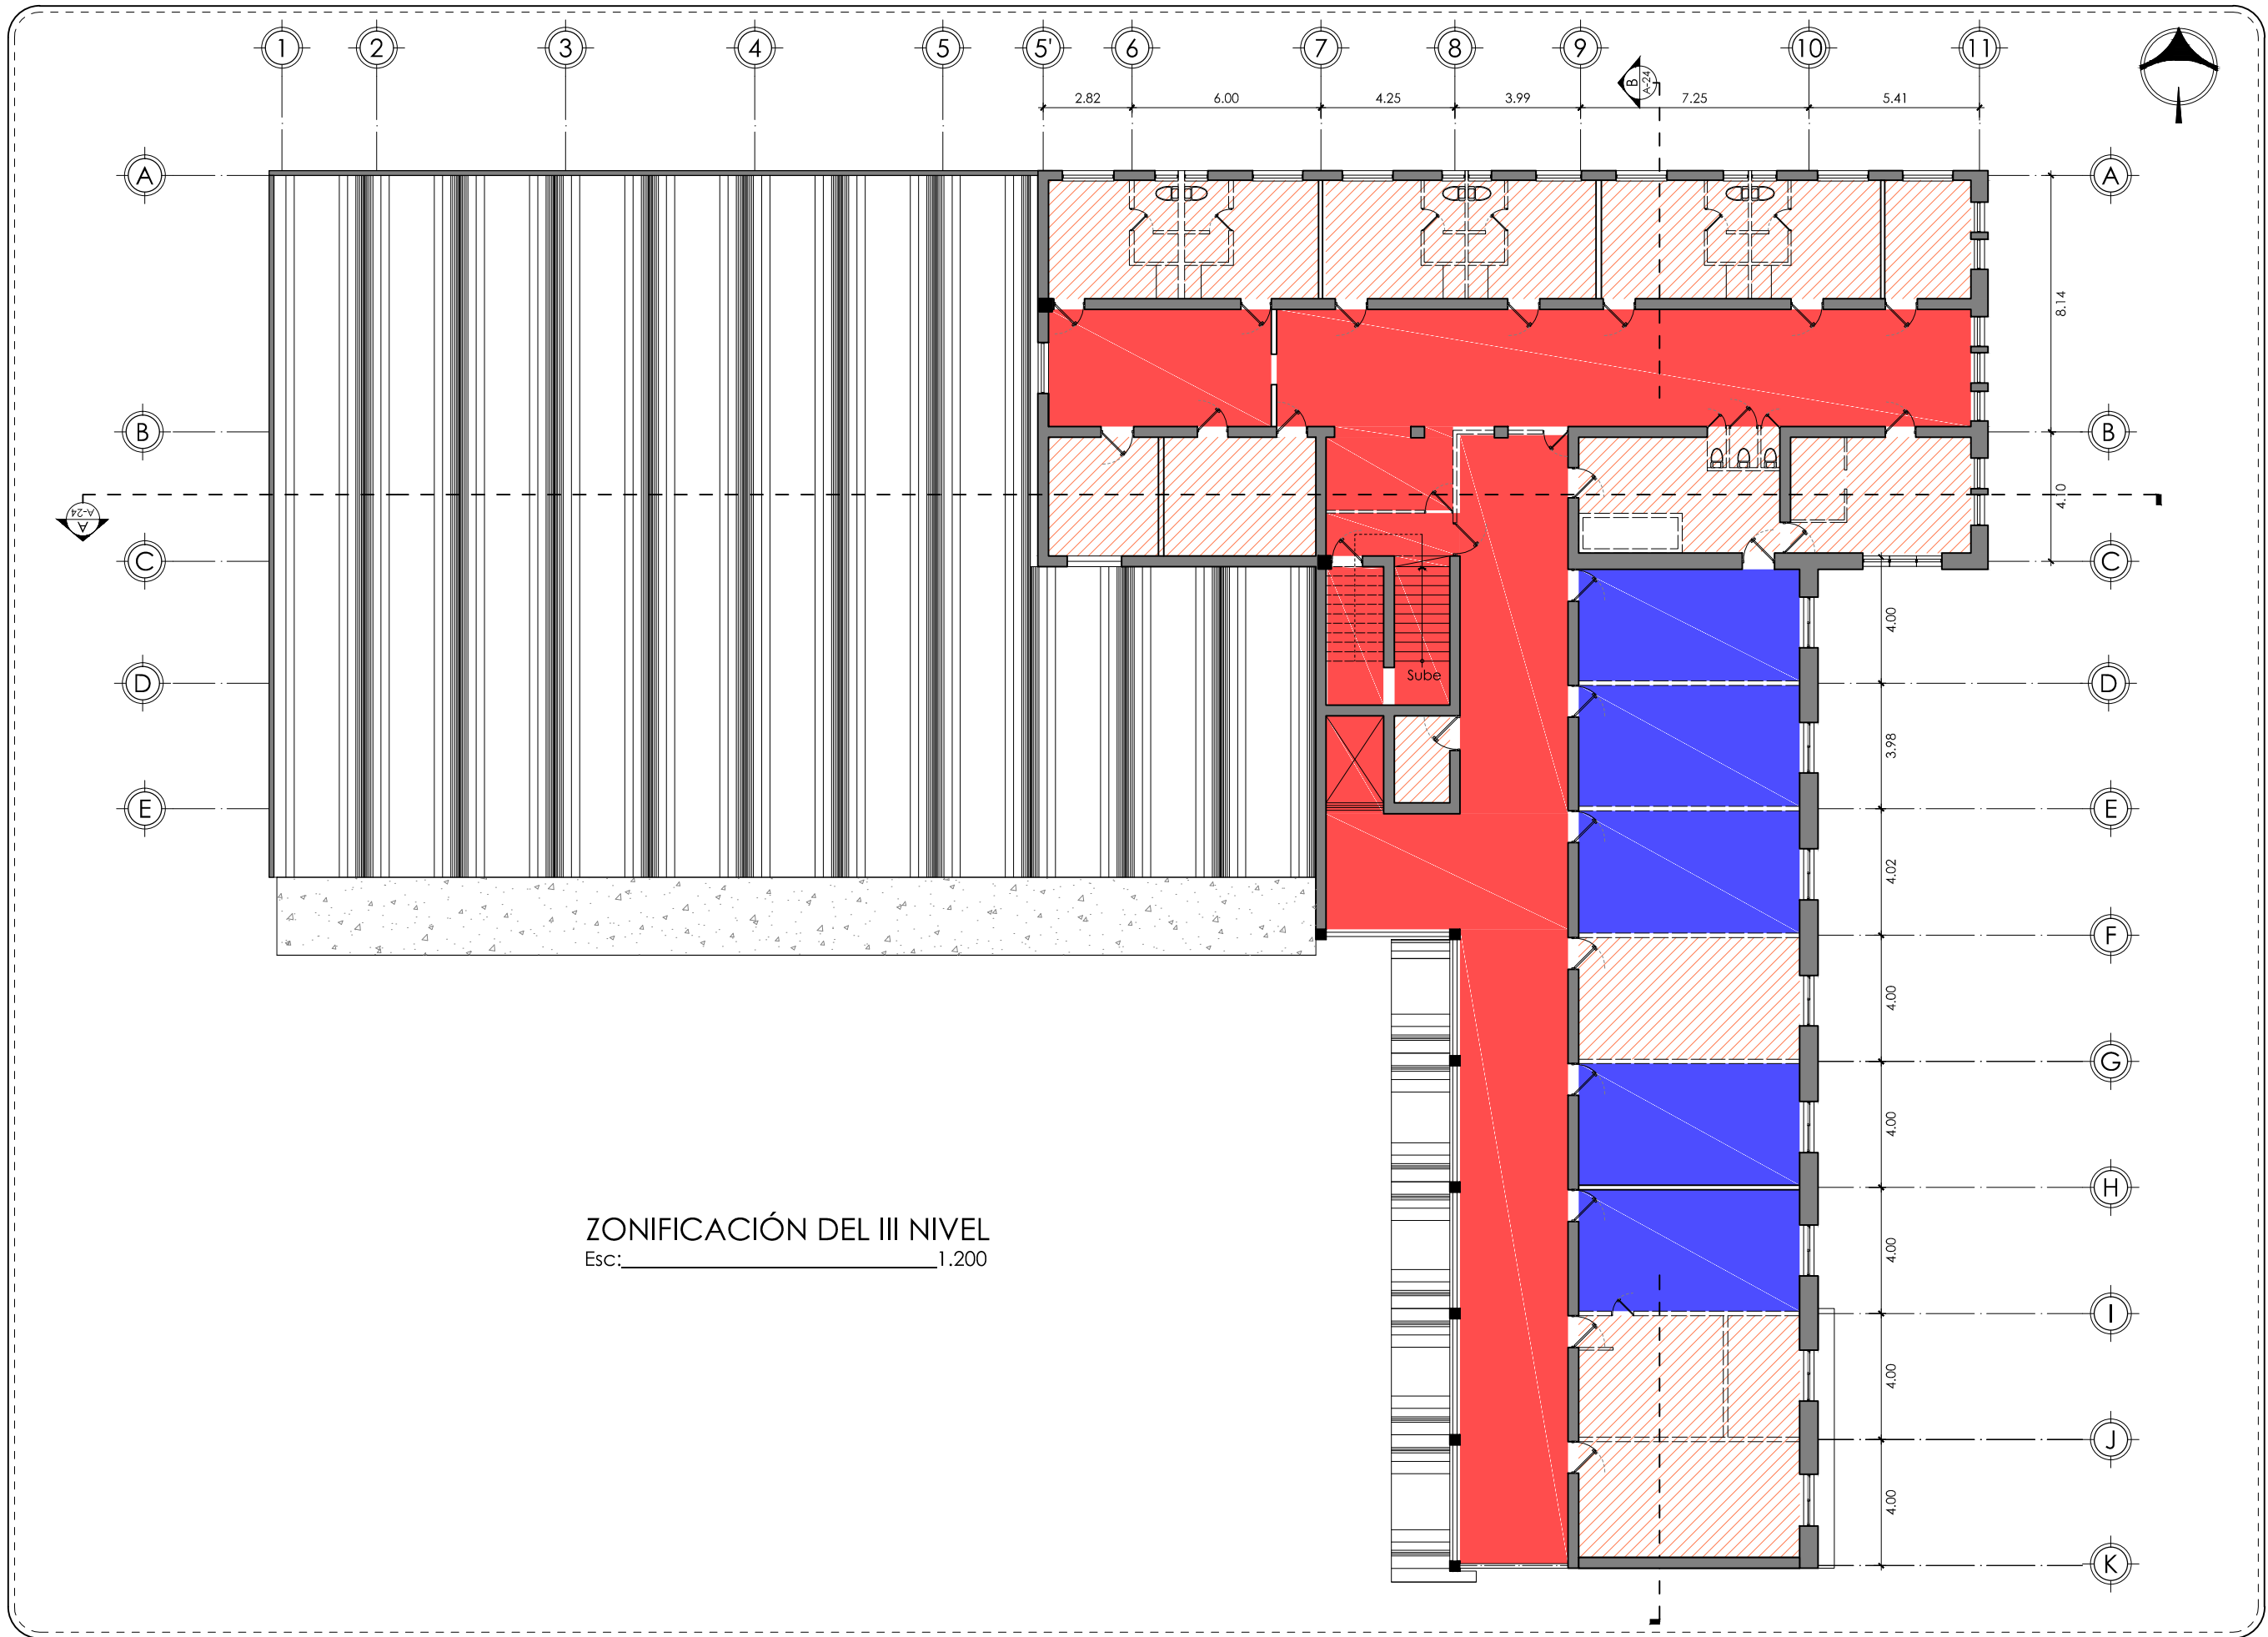 1 2 3 4 5 5' 6 7 8 9 10 11
B
A-24
2.82 6.00 4.25 3.99 7.25 5.41
A A
8.14
B B
4.10
A
A-24
C C
4.00
Sube
D D
3.98
E E
4.02
F
4.00
G
4.00
H
ZONIFICACIÓN DEL III NIVEL
Esc: 1.200
4.00
I
4.00
J
4.00
K